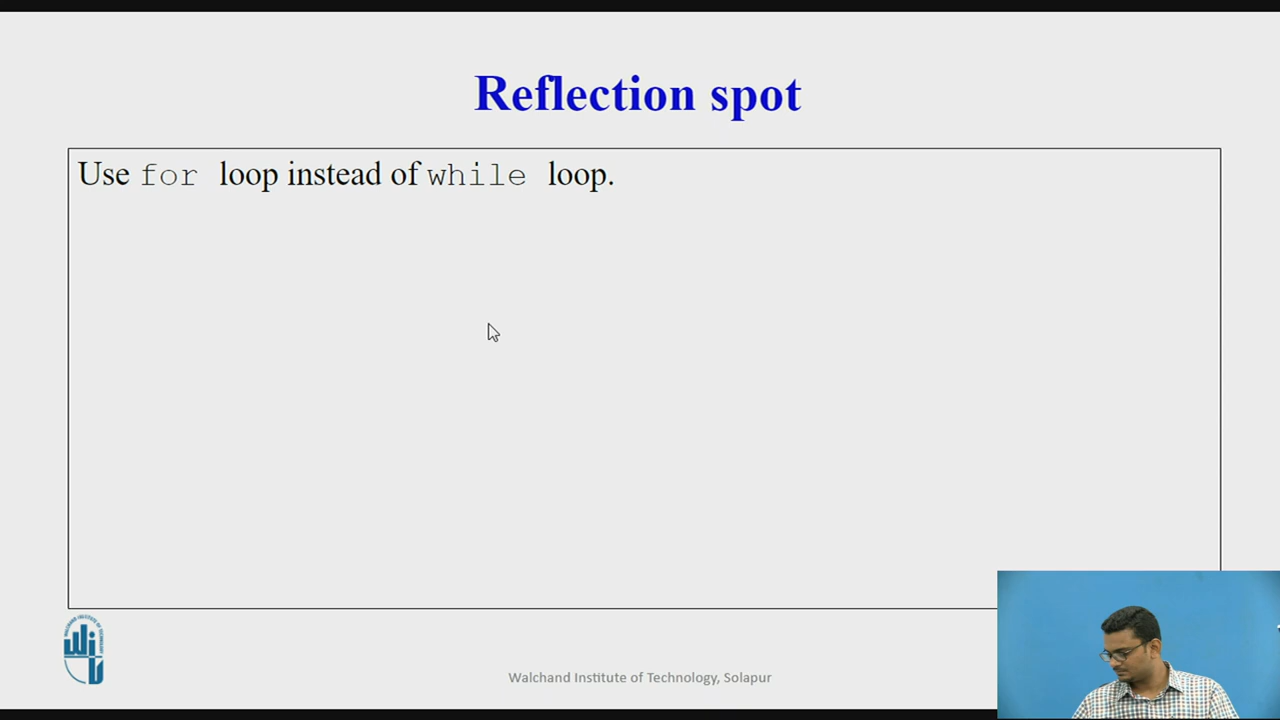 Reflection spot
Use for loop instead of while loop.
Walchand Institute of Technology, Solapur